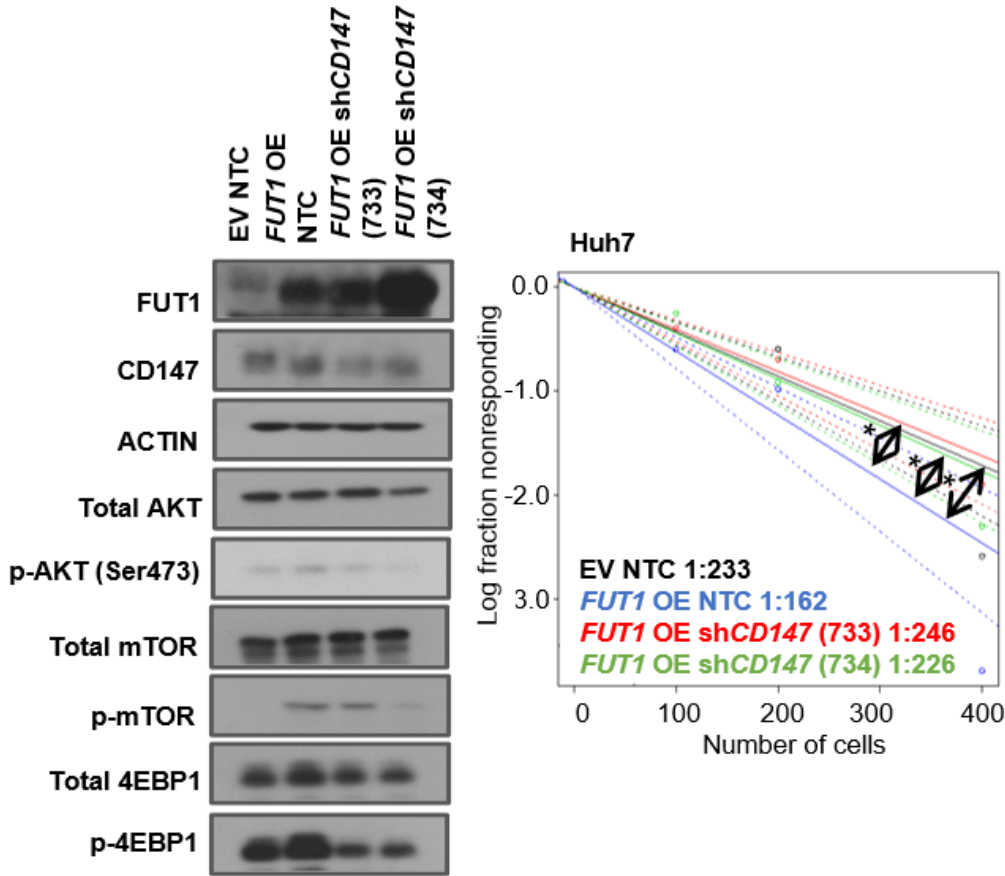 EV NTC
FUT1 OE
NTC
FUT1 OE shCD147
(733)
FUT1 OE shCD147
(734)
FUT1
CD147
ACTIN
Total AKT
p-AKT (Ser473)
Total mTOR
p-mTOR
Total 4EBP1
p-4EBP1
Huh7
Log fraction nonresponding
0.0
-1.0
-2.0
3.0
* * *
EV NTC 1:233
FUT1 OE NTC 1:162
FUT1 OE shCD147 (733) 1:246
FUT1 OE shCD147 (734) 1:226
0 100 200 300 400
Number of cells